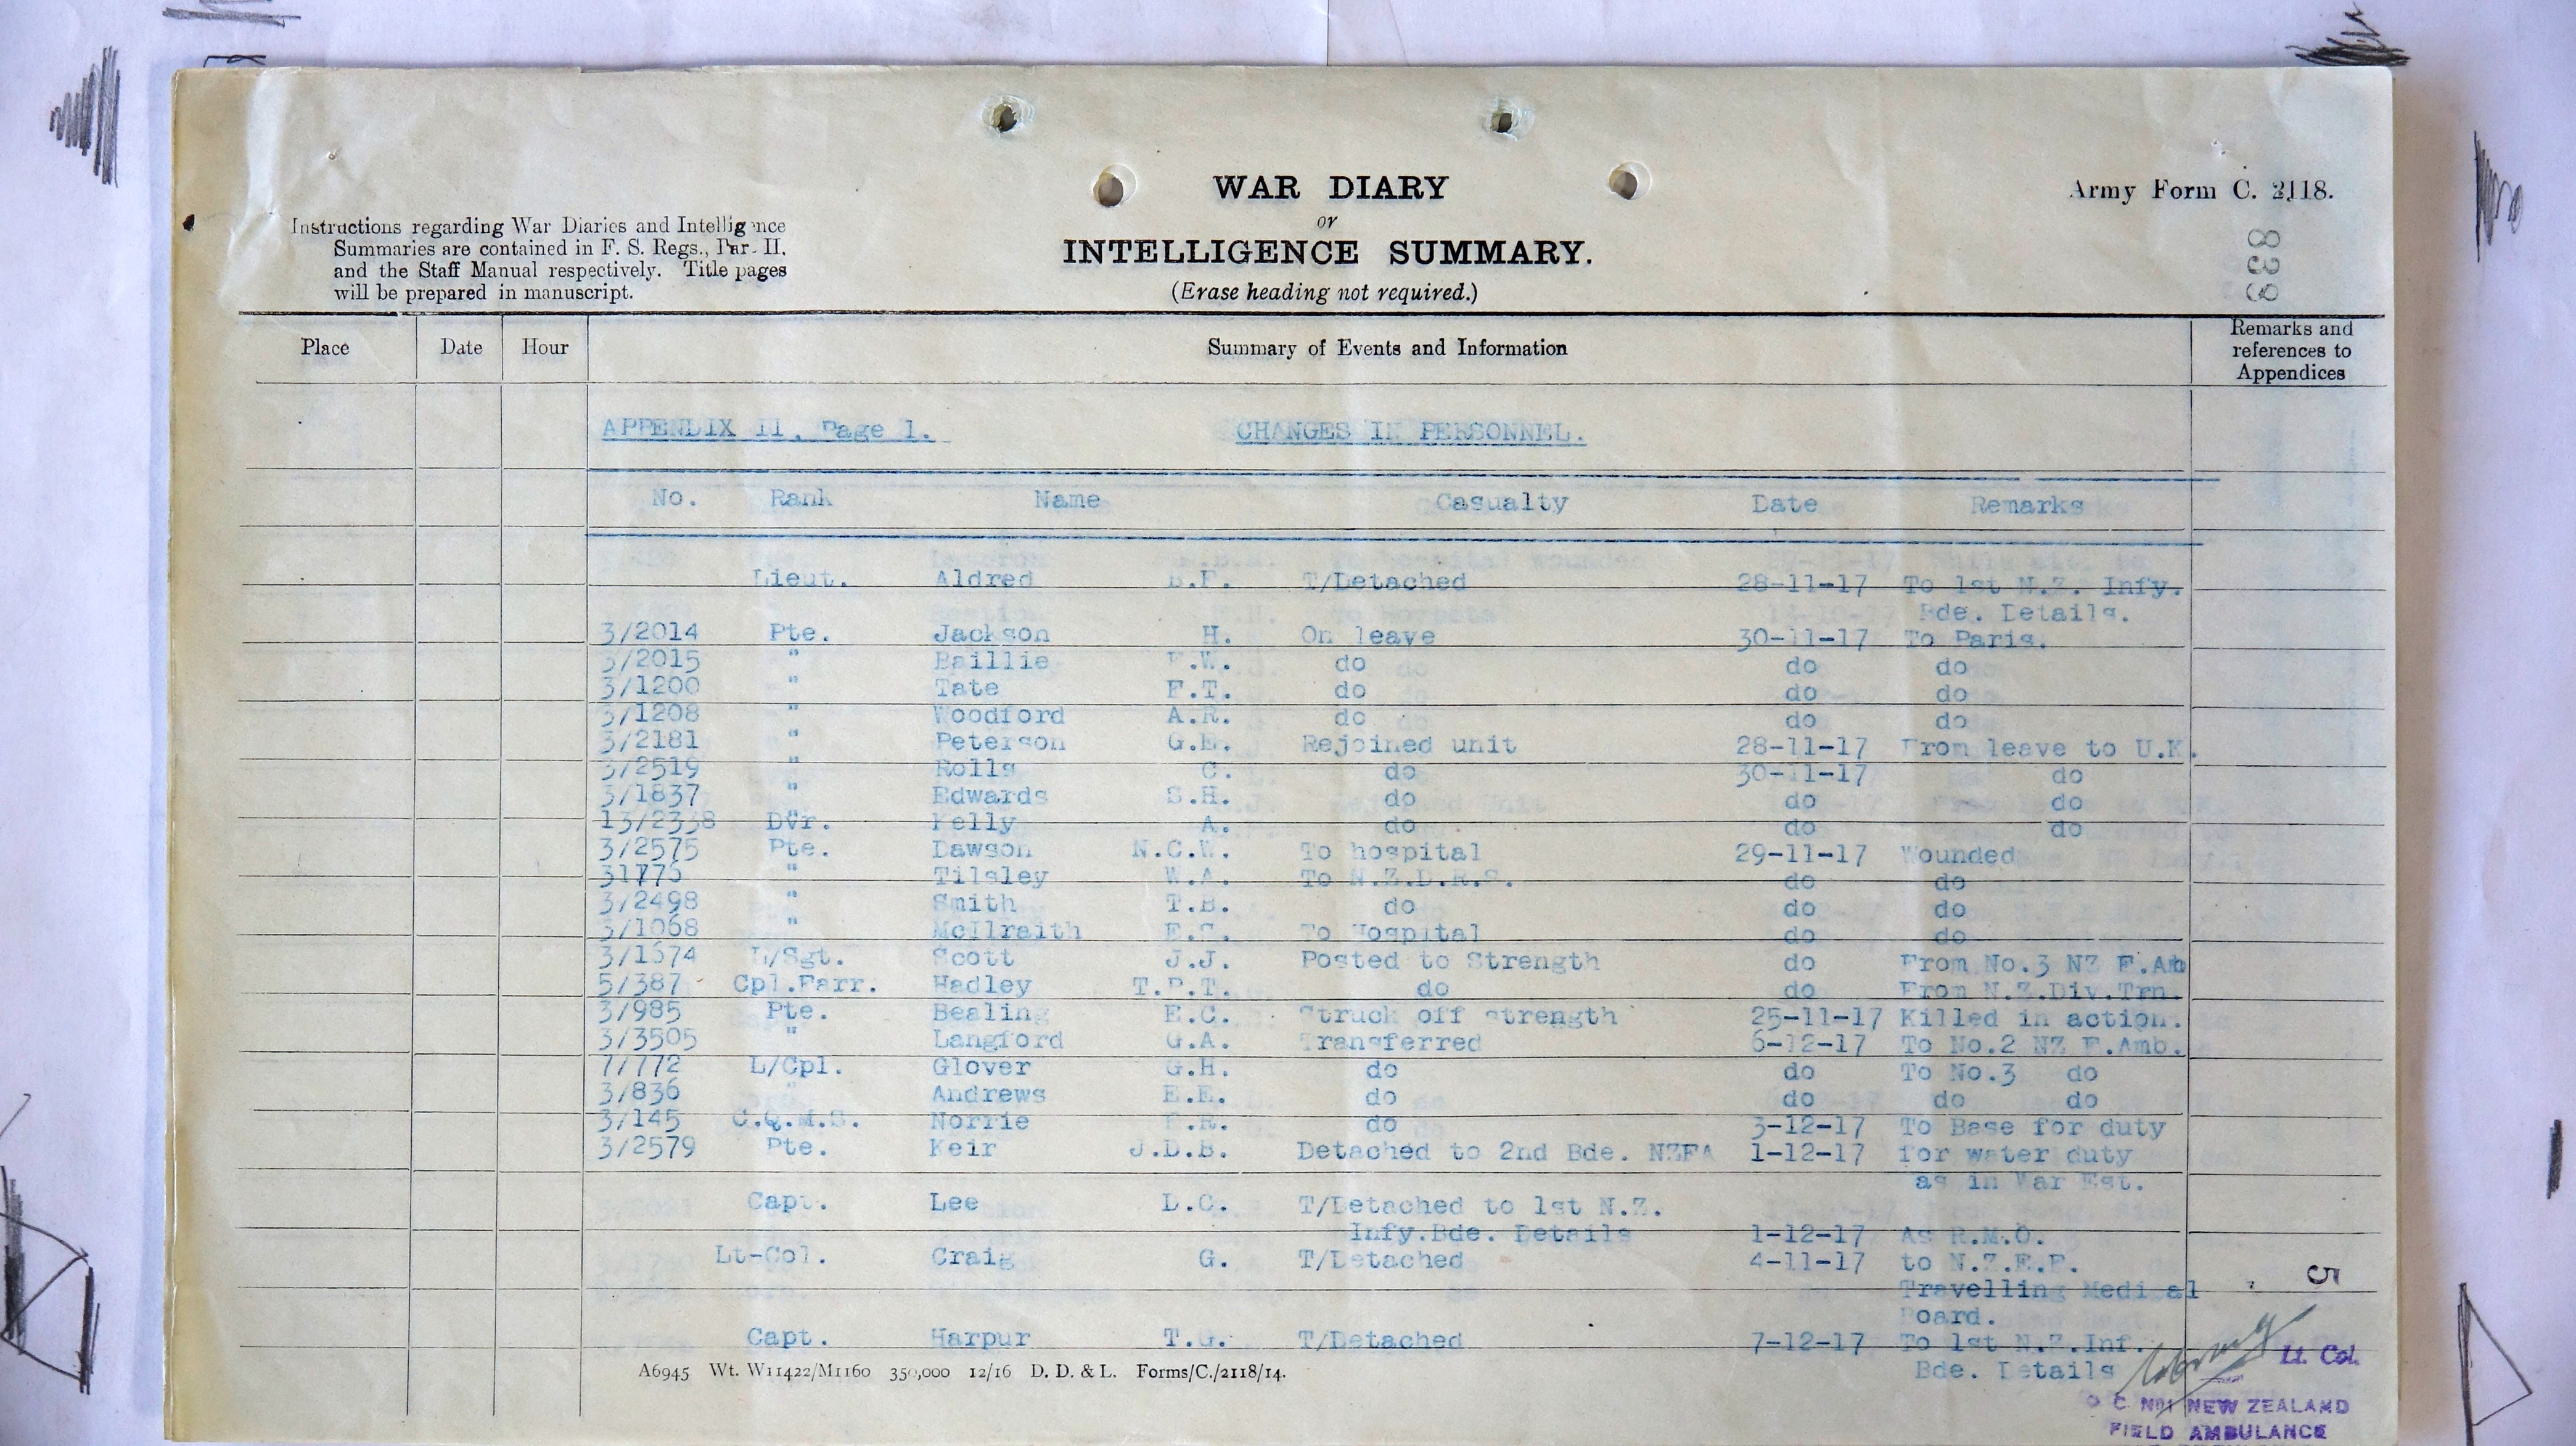 WAR DIARY
or
INTELLIGENCE SUMMARY.
(Erase heading not required.)
Army Form C. 2118.
839
Instructions regarding War Diaries and Intelligence
Summaries are contained in F. S. Regs., Par. II.
and the Staff Manual respectively. Title pages
will be prepared in manuscript.
Place Date Hour Summary of Events and Information Remarks and references to Appendices
APPENDIX II. Page 1. CHANGES IN PERSONNEL.
No. Rank Name Casualty Date Remarks
Lieut. Aldred B.F. T/Detached 28-11-17 To 1st N.Z. Infy.
Bde. Details.
3/2014 Pte. Jackson H. On leave 30-11-17 To Paris.
3/2015 " Baillie F.W. do do do
3/1200 " Tate F.T. do do do
3/1208 " Woodford A.R. do do do
3/2181 " Peterson G.E. Rejoined unit 28-11-17 From leave to U.K.
3/2519 " Rolls C. do 30-11-17 do
3/1837 " Edwards S.H. do do do
13/2338 Dvr. Kelly A. do do do
3/2575 Pte. Dawson N.C.W. To hospital 29-11-17 Wounded
" Tilsley W.A. To N.Z.D.R.S. do do
3/2498 " Smith T.B. do do do
3/1068 " McIlraith E.S. To Hospital do do
3/1674 L/Sgt. Scott J.J. Posted to Strength do From No.3 NZ F.Amb
5/387 Cpl.Farr. Hadley T.P.T. do do From N.Z.Div.Trn.
3/985 Pte. Bealing E.C. Struck off strength 25-11-17 Killed in action.
3/3505 " Langford G.A. Transferred 6-12-17 To No.2 NZ F.Amb.
7/772 L/Cpl. Glover G.H. do do To No.3 do
3/836 " Andrews E.E. do do do do
3/145 C.Q.M.S. Norrie F.R. do 3-12-17 To Base for duty
3/2579 Pte. Keir J.D.B. Detached to 2nd Bde. NZFA 1-12-17 for water duty
as in War Est.
Capt. Lee D.C. T/Detached to 1st N.Z.
Infy.Bde. Details 1-12-17 As R.M.O.
Lt-Col. Craig G. T/Detached 4-11-17 to N.Z.E.F.
Travelling Medical
Board.
5
Capt. Harpur T.G. T/Detached 7-12-17 To 1st N.Z.Inf.
Bde. Details
Lt. Col.
O C No1 NEW ZEALAND
FIELD AMBULANCE
A6945 Wt. W11422/M1160 350,000 12/16 D. D. & L. Forms/C./2118/14.